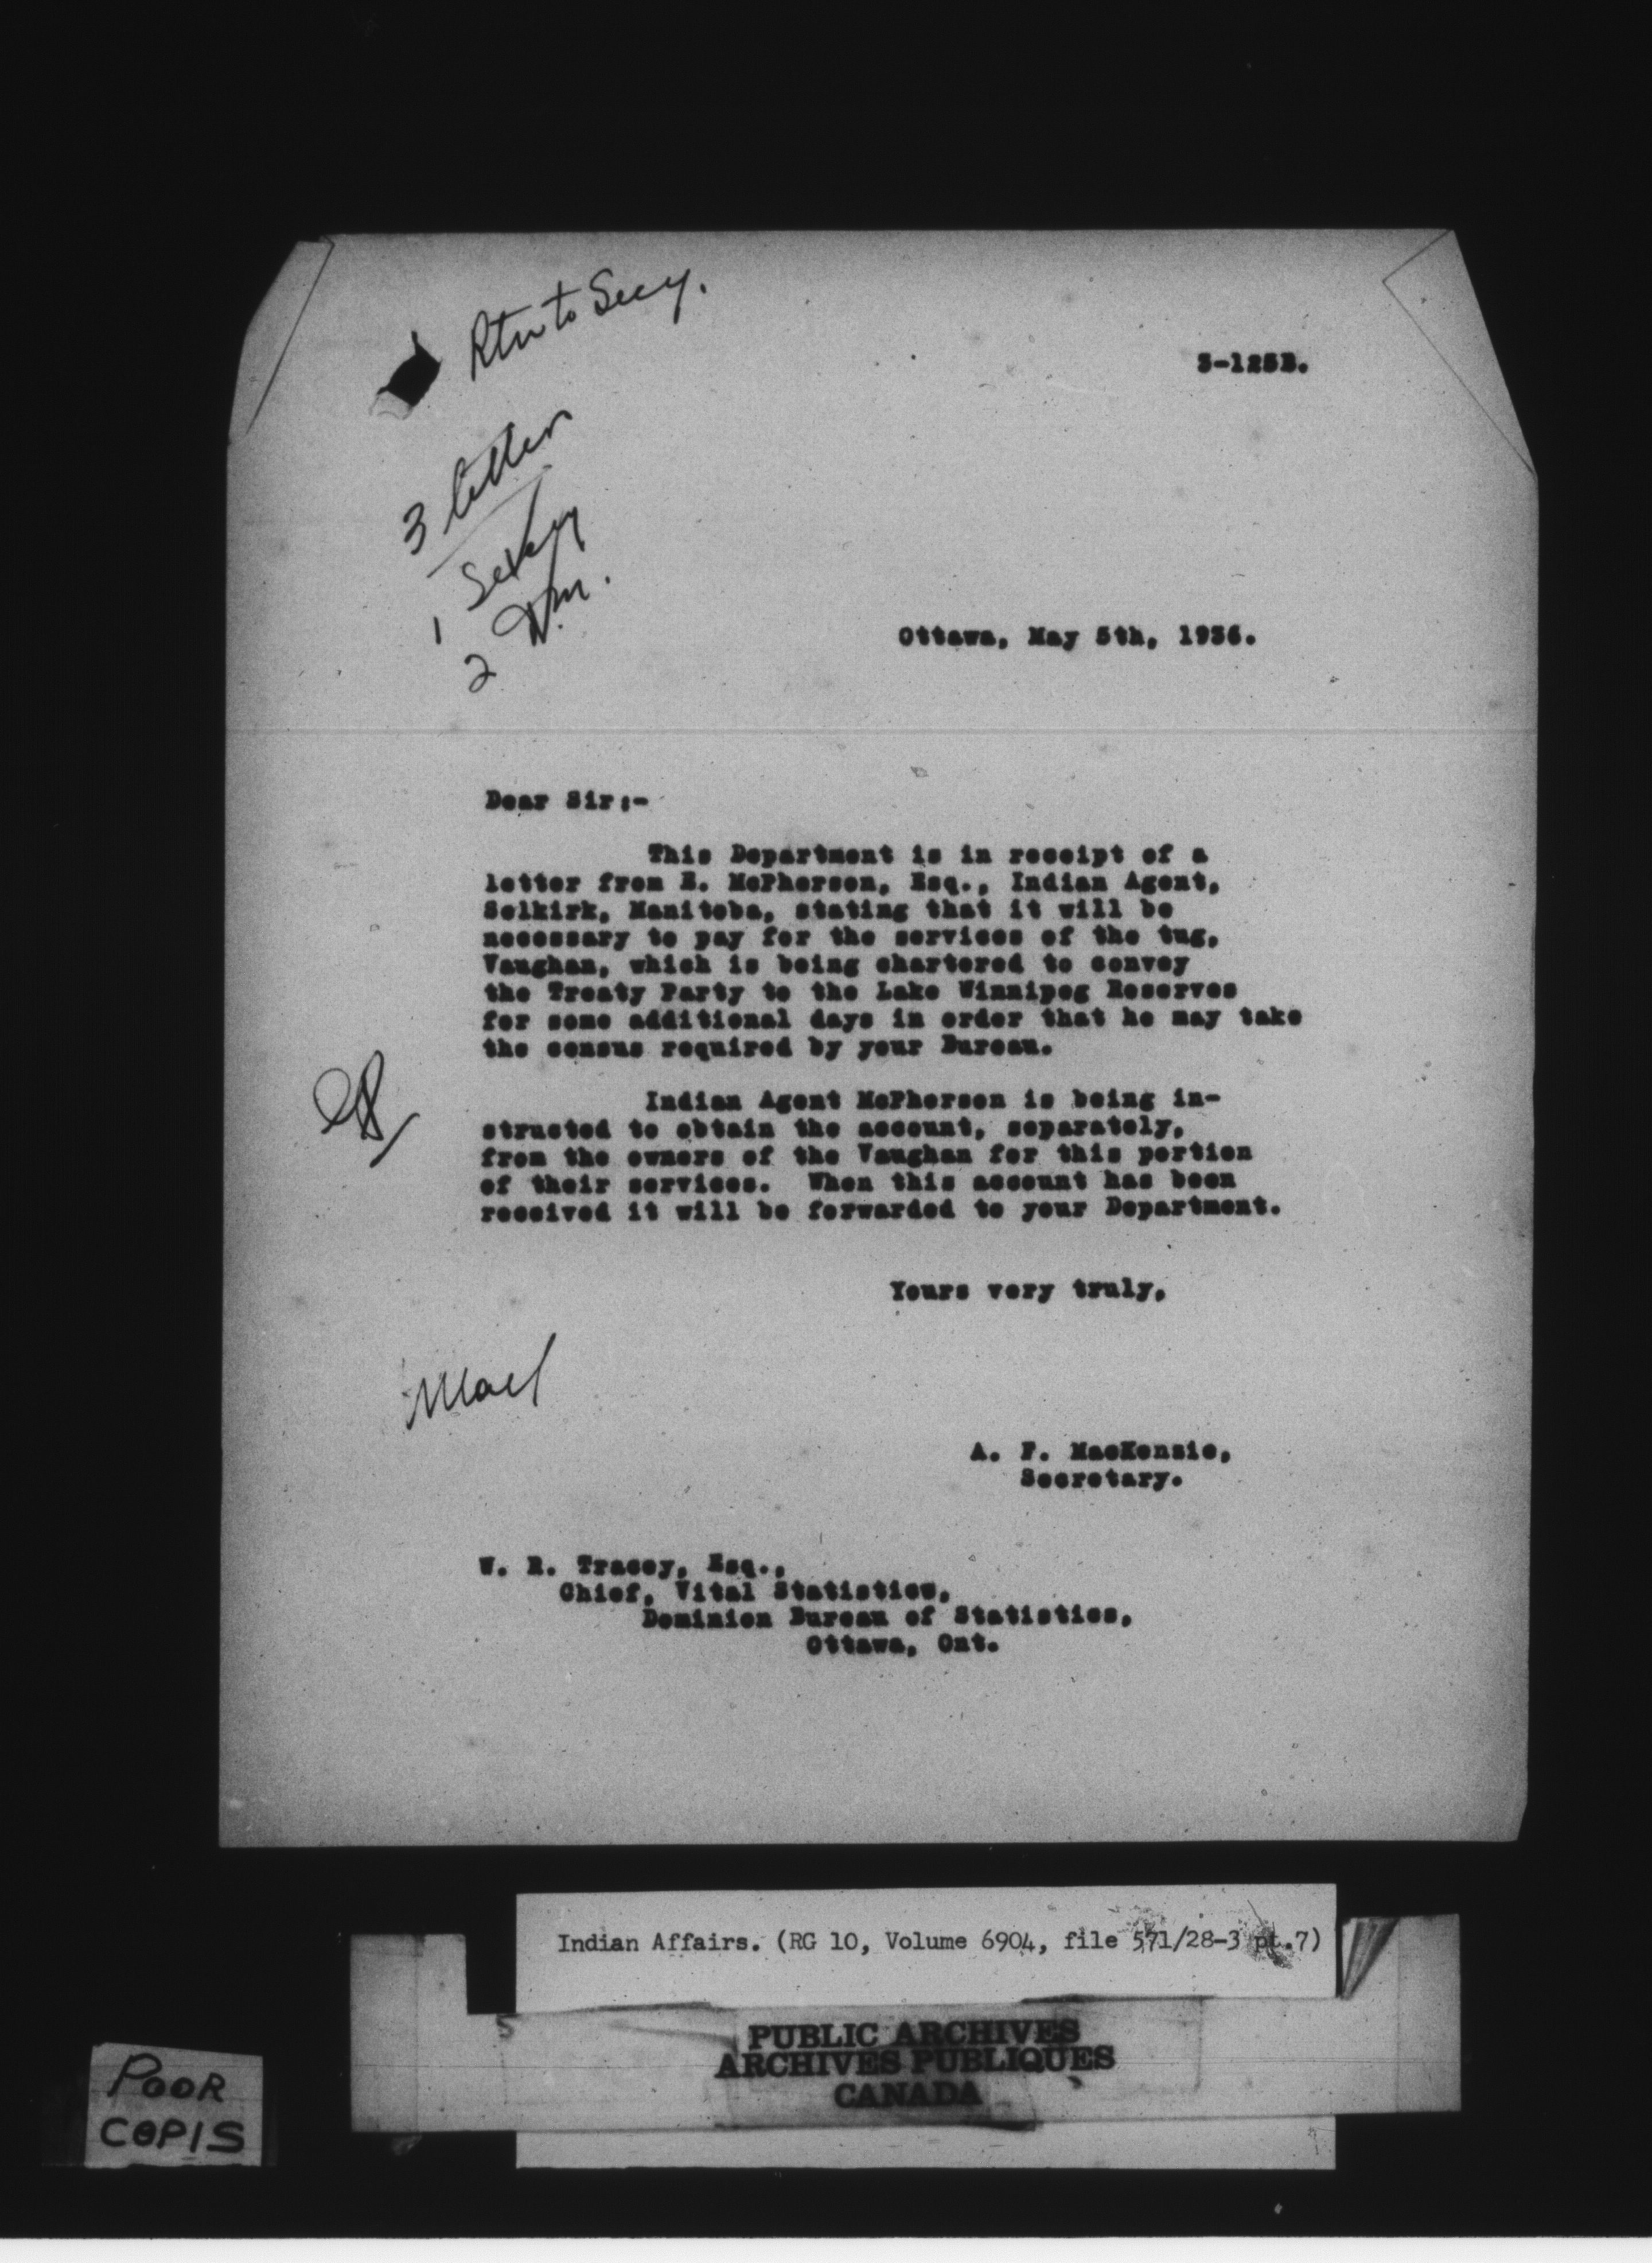 Rtn to Secy.
3-125B.
3 letters
1 Secy
2 D.M.
Ottawa, May 5th, 1936.
Dear Sir:-
This Department is in receipt of a
letter from E. McPherson, Esq., Indian Agent,
Selkirk, Manitoba, stating that it will be
necessary to pay for the services of the tug,
Vaughan, which is being chartered to convey
the Treaty Party to the Lake Winnipeg Reserves
for some additional days in order that he may take
the census required by your Bureau.
Indian Agent McPherson is being in-
structed to obtain the account, separately,
from the owners of the Vaughan for this portion
of their services. When this account has been
received it will be forwarded to your Department.
Yours very truly,
A. F. MacKenzie,
Secretary.
W. R. Tracey, Esq.,
Chief, Vital Statistics,
Dominion Bureau of Statistics,
Ottawa, Ont.
Indian Affairs. (RG 10, Volume 6904, file 571/28-3 pt.7)
PUBLIC ARCHIVES
ARCHIVES PUBLIQUES
CANADA
POOR
COPIS